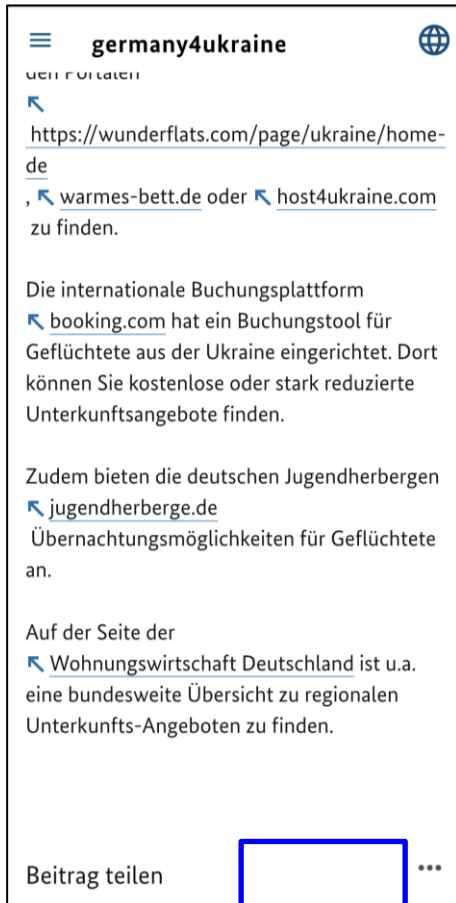 germany4ukraine
den Portalen
https://wunderflats.com/page/ukraine/home-
de
, warmes-bett.de oder host4ukraine.com
zu finden.
Die internationale Buchungsplattform
booking.com hat ein Buchungstool für
Geflüchtete aus der Ukraine eingerichtet. Dort
können Sie kostenlose oder stark reduzierte
Unterkunftsangebote finden.
Zudem bieten die deutschen Jugendherbergen
jugendherberge.de
Übernachtungsmöglichkeiten für Geflüchtete
an.
Auf der Seite der
Wohnungswirtschaft Deutschland ist u.a.
eine bundesweite Übersicht zu regionalen
Unterkunfts-Angeboten zu finden.
Beitrag teilen